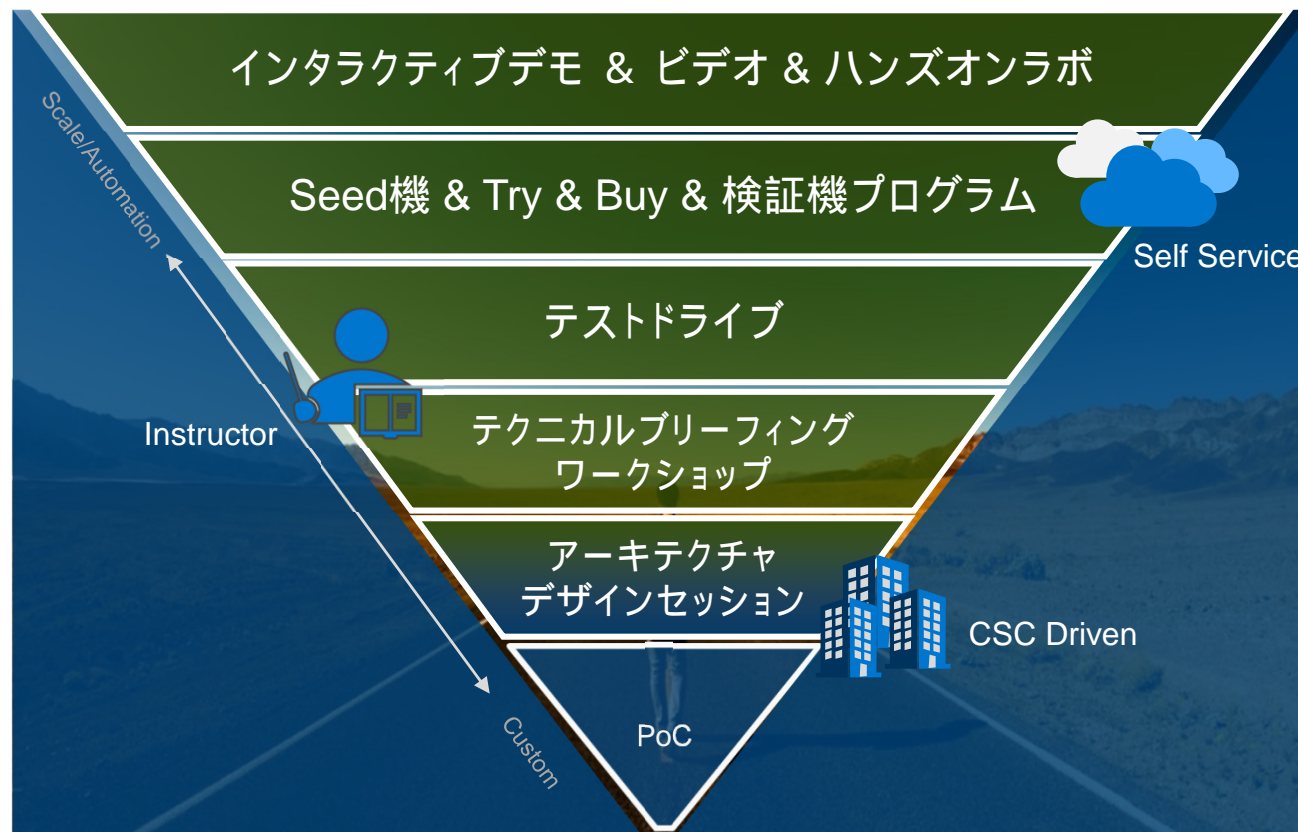 インタラクティブデモ & ビデオ & ハンズオンラボ
Scale/Automation
Seed機 & Try & Buy & 検証機プログラム
Self Service
テストドライブ
Instructor
テクニカルブリーフィング
ワークショップ
アーキテクチャ
デザインセッション
CSC Driven
Custom
PoC